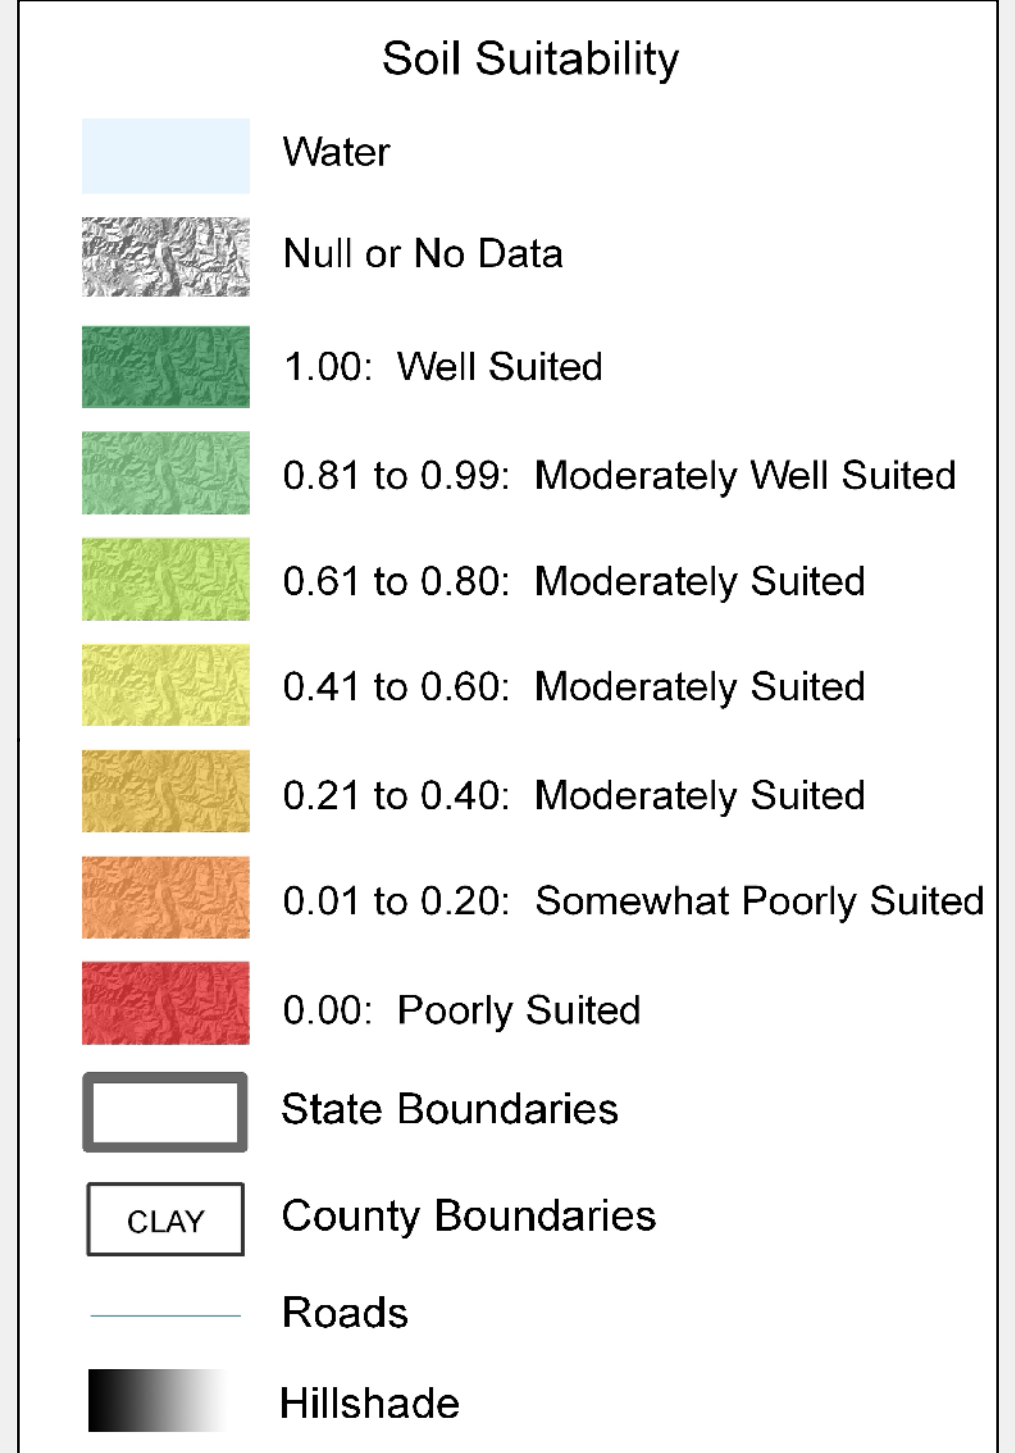 Soil Suitability
Water
Null or No Data
1.00:  Well Suited
0.81 to 0.99:  Moderately Well Suited
0.61 to 0.80:  Moderately Suited
0.41 to 0.60:  Moderately Suited
0.21 to 0.40:  Moderately Suited
0.01 to 0.20:  Somewhat Poorly Suited
0.00:  Poorly Suited
State Boundaries
CLAY County Boundaries
Roads
Hillshade